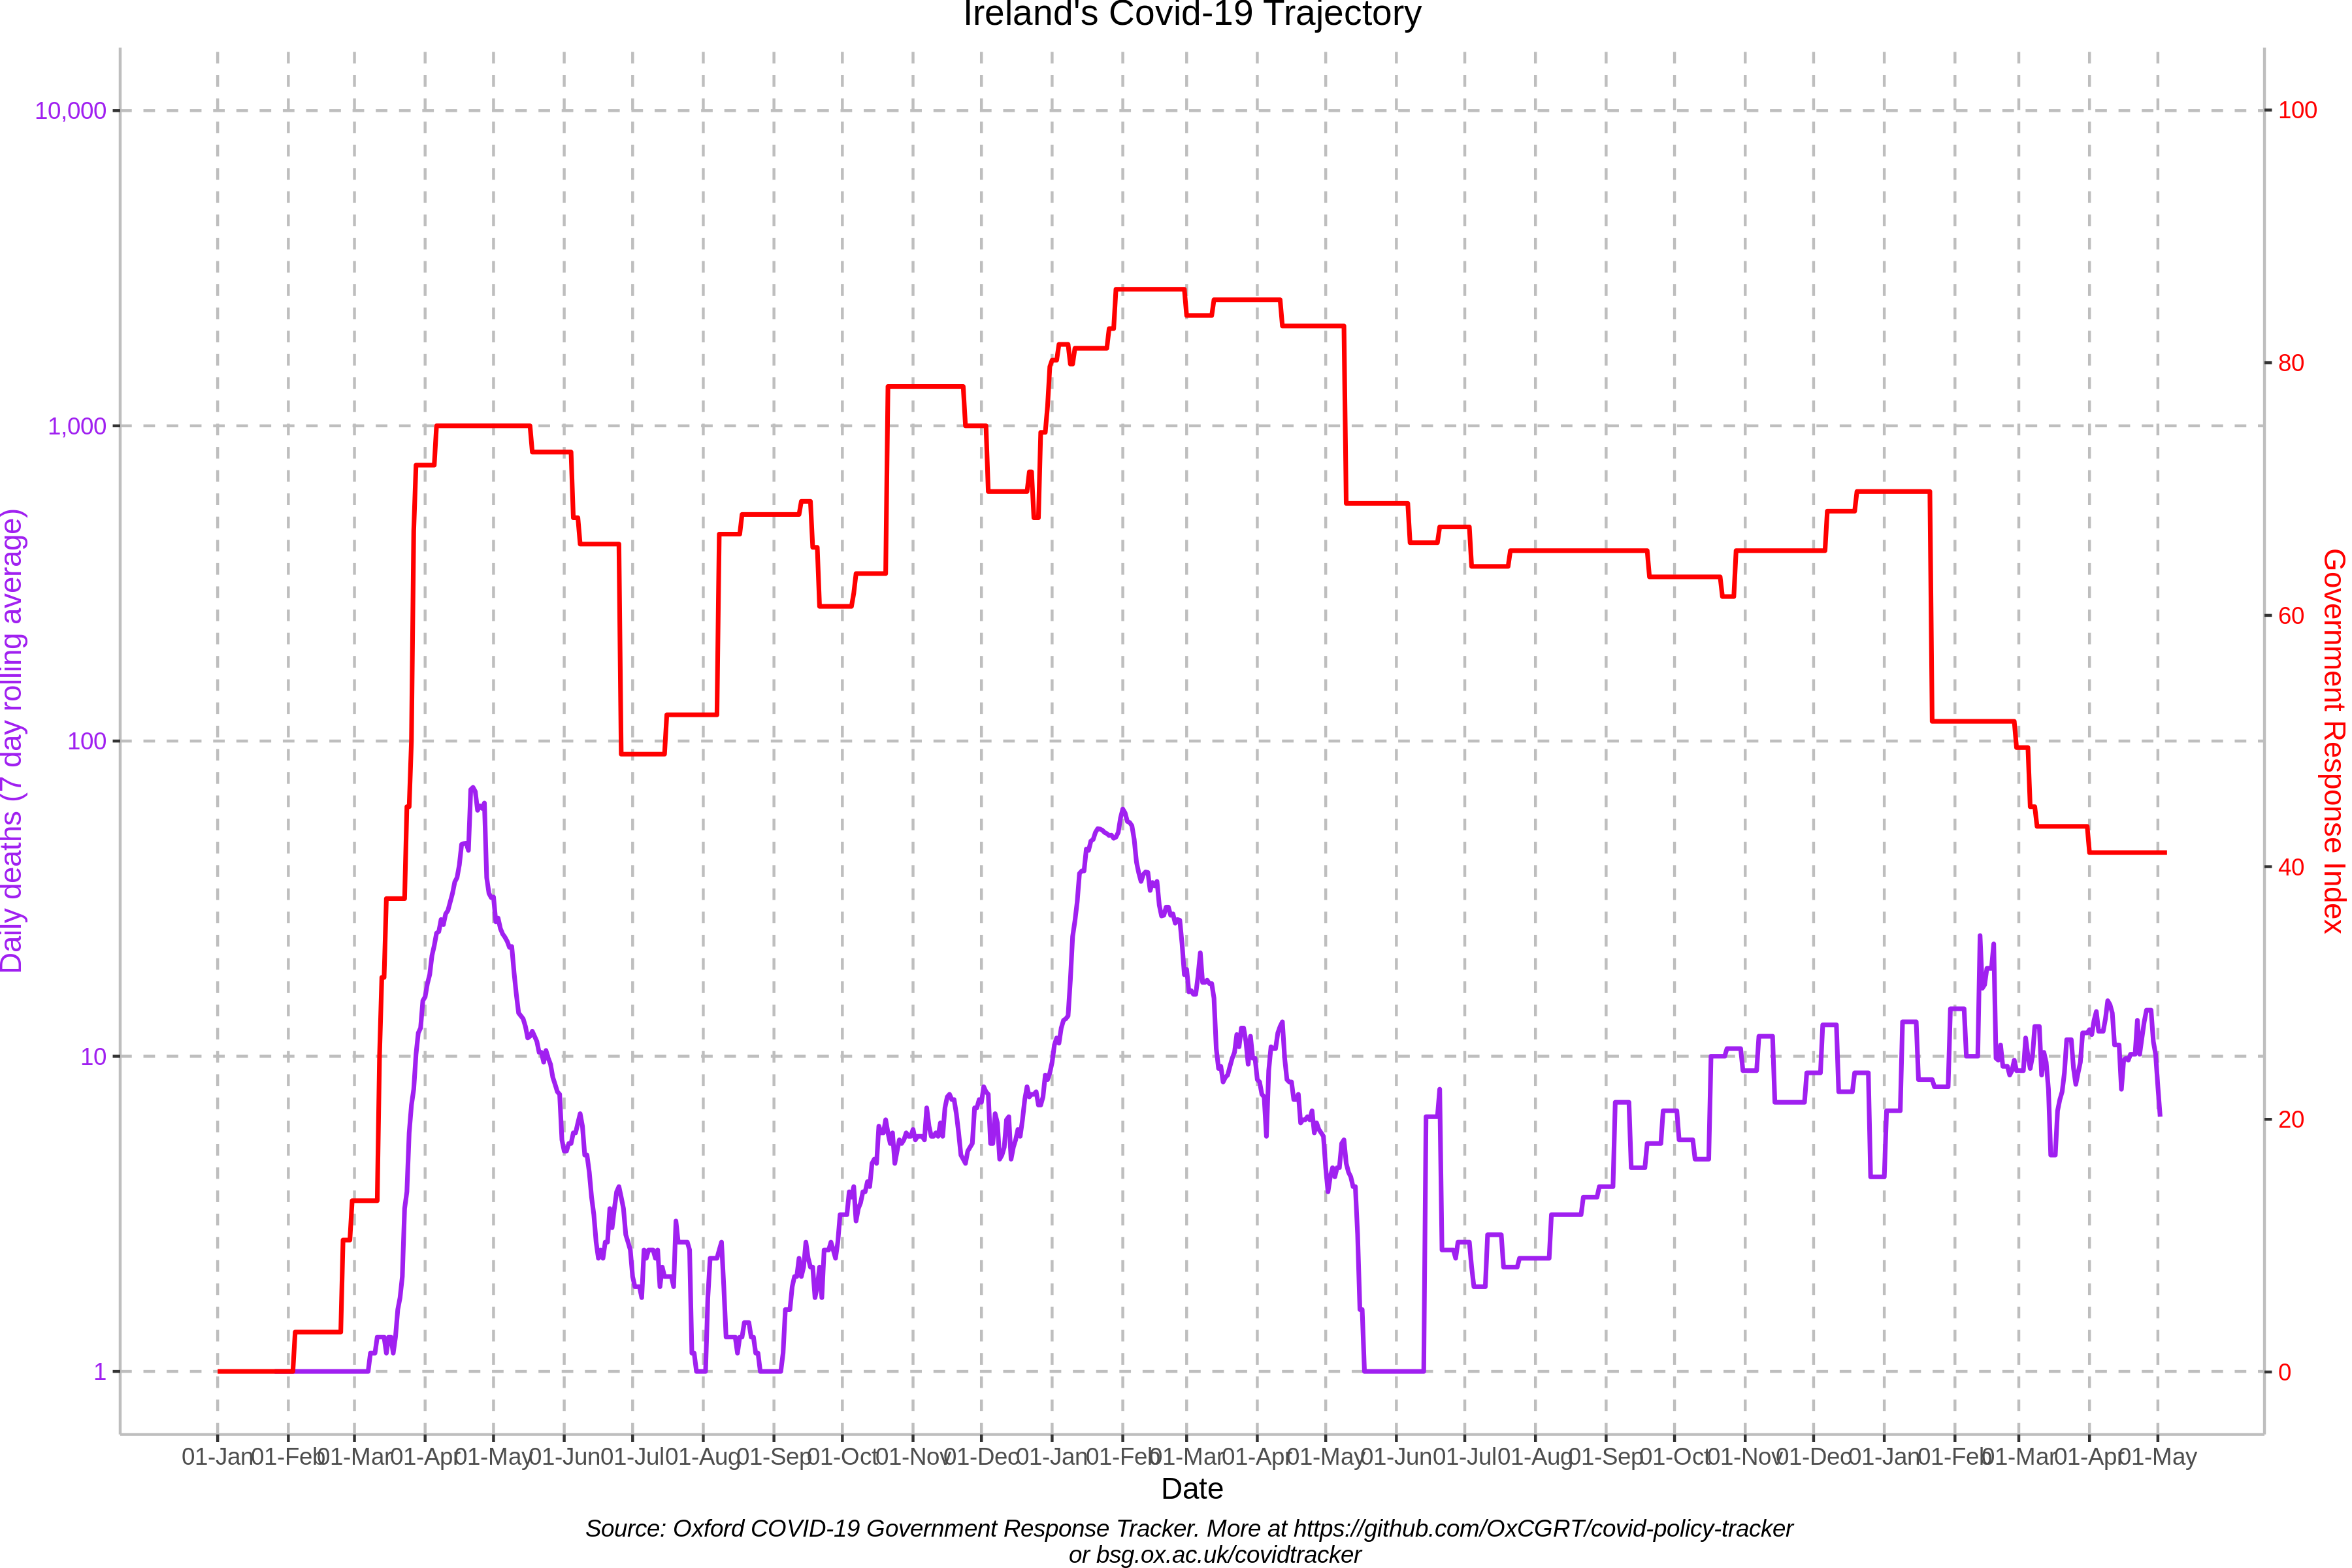 Ireland's Covid-19 Trajectory
10,000
1,000
100
10
1
Daily deaths (7 day rolling average)
100
80
60
40
20
0
Government Response Index
01-Jan 01-Feb 01-Mar 01-Apr 01-May 01-Jun 01-Jul 01-Aug 01-Sep 01-Oct 01-Nov 01-Dec 01-Jan 01-Feb 01-Mar 01-Apr 01-May 01-Jun 01-Jul 01-Aug 01-Sep 01-Oct 01-Nov 01-Dec 01-Jan 01-Feb 01-Mar 01-Apr 01-May
Date
Source: Oxford COVID-19 Government Response Tracker. More at https://github.com/OxCGRT/covid-policy-tracker
or bsg.ox.ac.uk/covidtracker